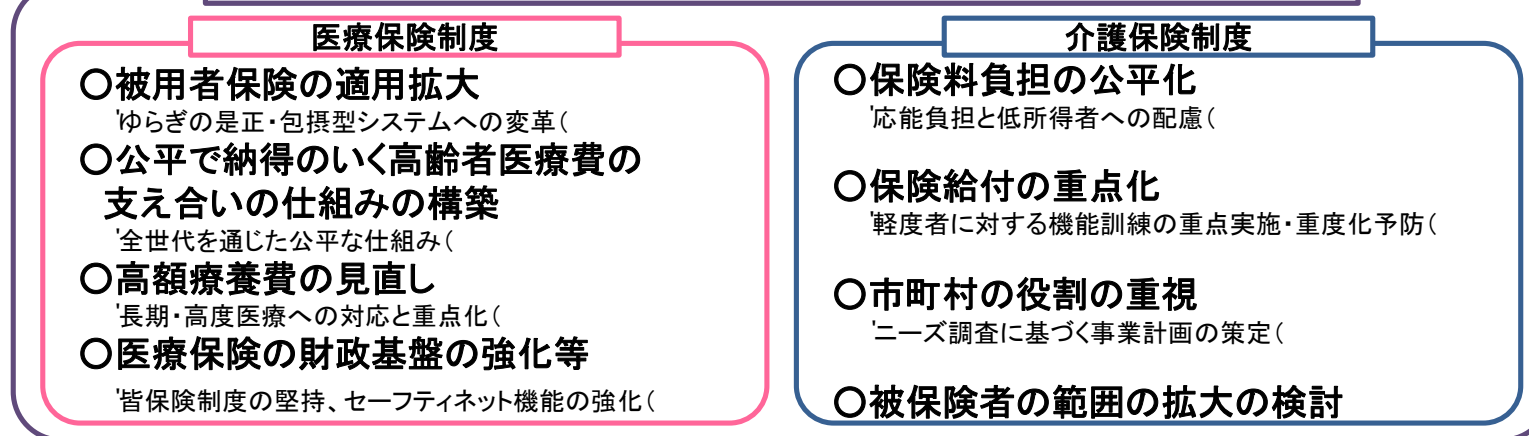 医療保険制度
〇被用者保険の適用拡大
'ゆらぎの是正・包摂型システムへの変革(
〇公平で納得のいく高齢者医療費の
支え合いの仕組みの構築
'全世代を通じた公平な仕組み(
〇高額療養費の見直し
'長期・高度医療への対応と重点化(
〇医療保険の財政基盤の強化等
'皆保険制度の堅持、セーフティネット機能の強化(
介護保険制度
〇保険料負担の公平化
'応能負担と低所得者への配慮(
〇保険給付の重点化
'軽度者に対する機能訓練の重点実施・重度化予防(
〇市町村の役割の重視
'ニーズ調査に基づく事業計画の策定(
〇被保険者の範囲の拡大の検討